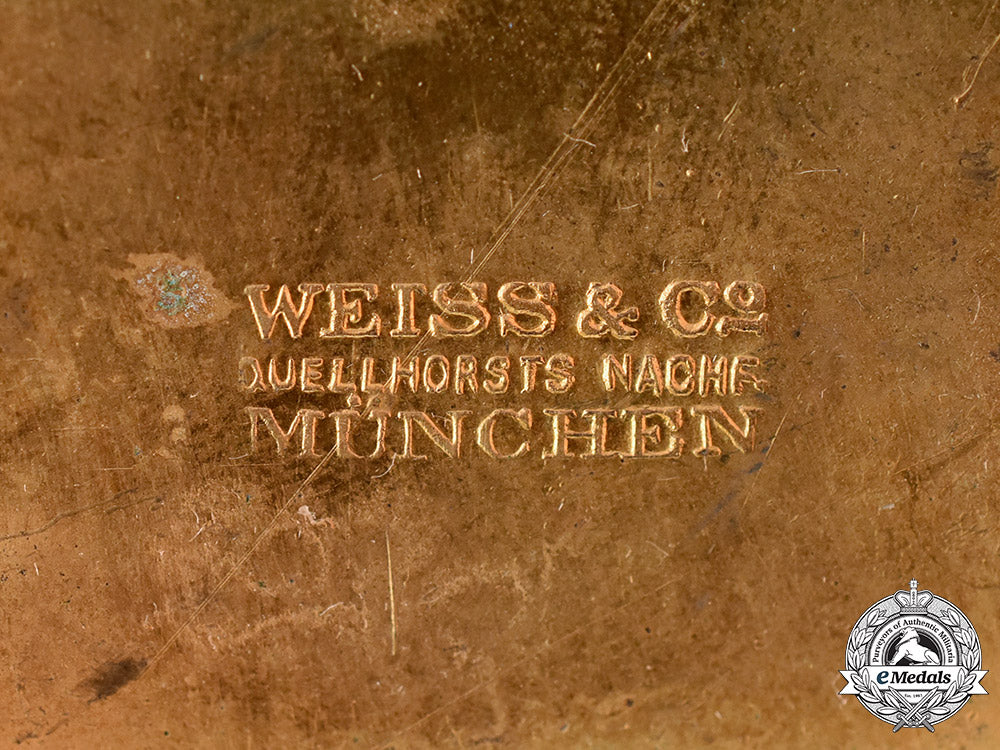 WEISS & Cº
QUELLHORSTS NACHF.
MÜNCHEN
Purveyors of Authentic Militaria
eMedals